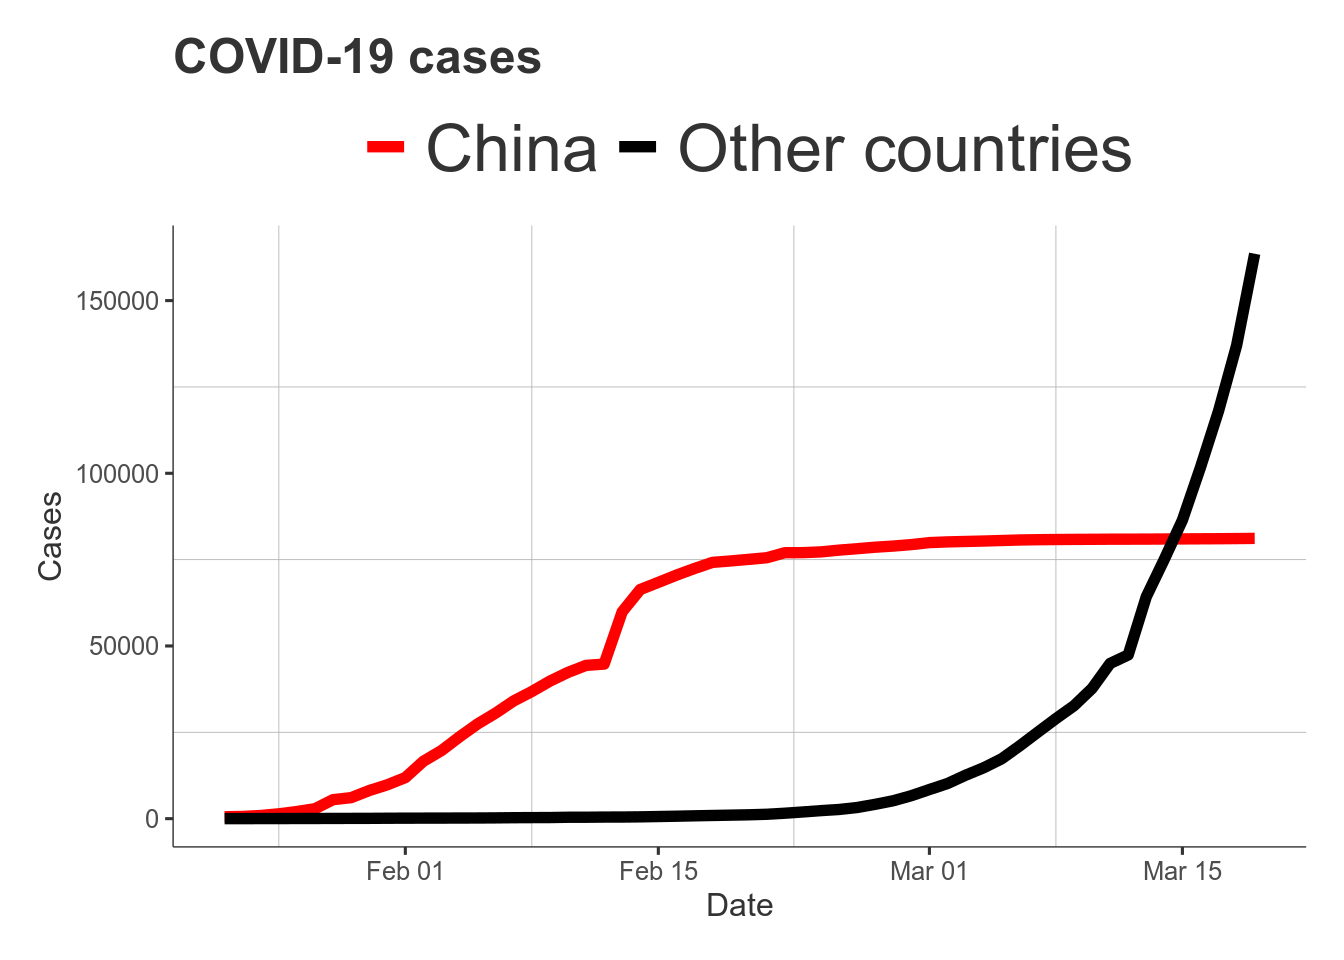 COVID-19 cases
China Other countries
150000
100000
50000
0
Cases
Feb 01 Feb 15 Mar 01 Mar 15
Date